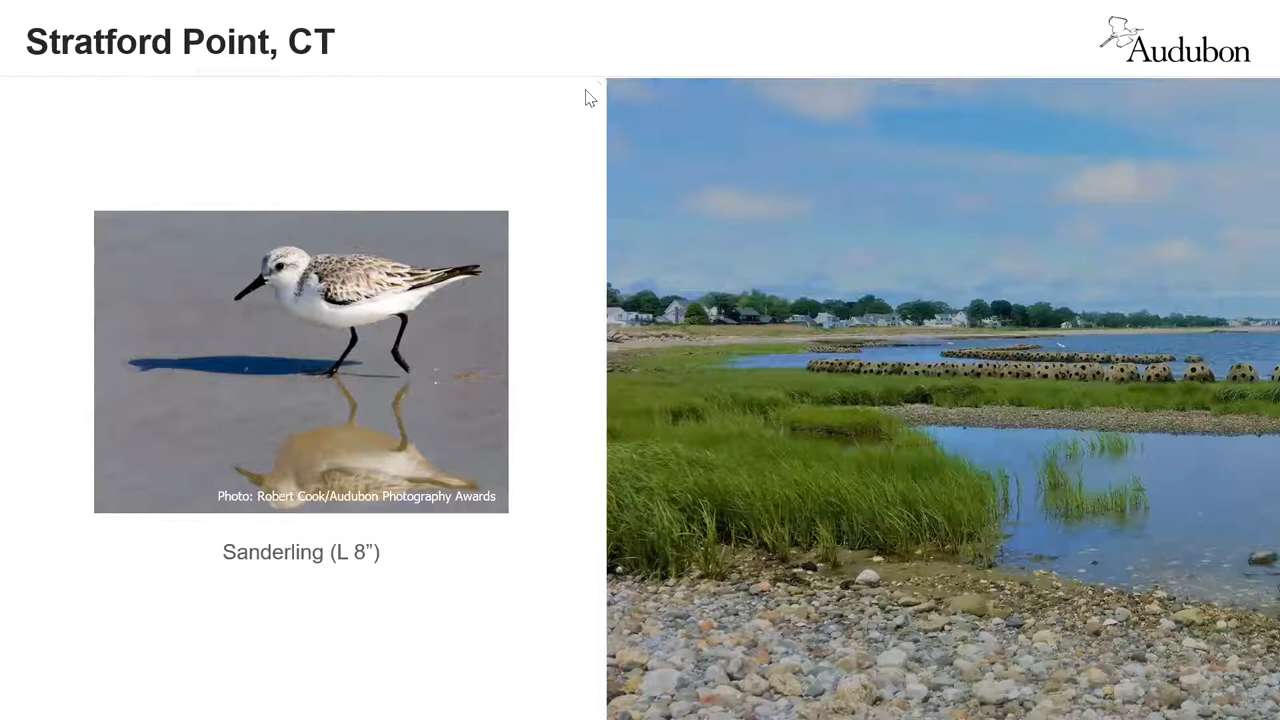 Stratford Point, CT
Audubon
Photo: Robert Cook/Audubon Photography Awards
Sanderling (L 8”)